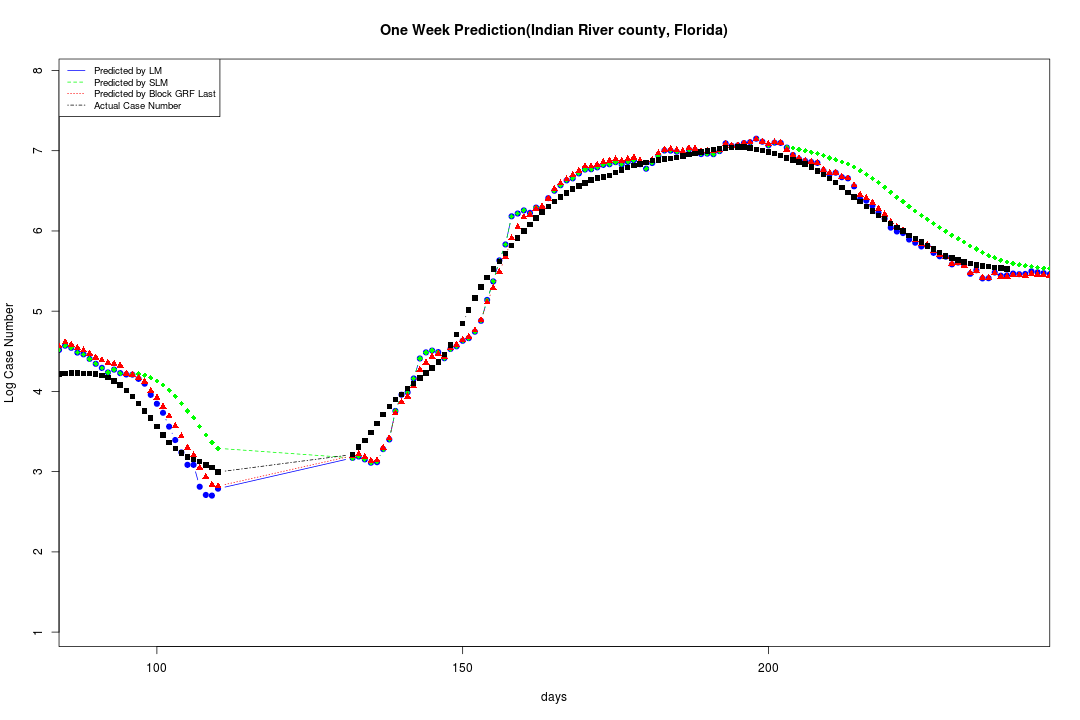 One Week Prediction(Indian River county, Florida)
Predicted by LM
Predicted by SLM
Predicted by Block GRF Last
Actual Case Number
8
7
6
5
4
3
2
1
Log Case Number
100 150 200
days